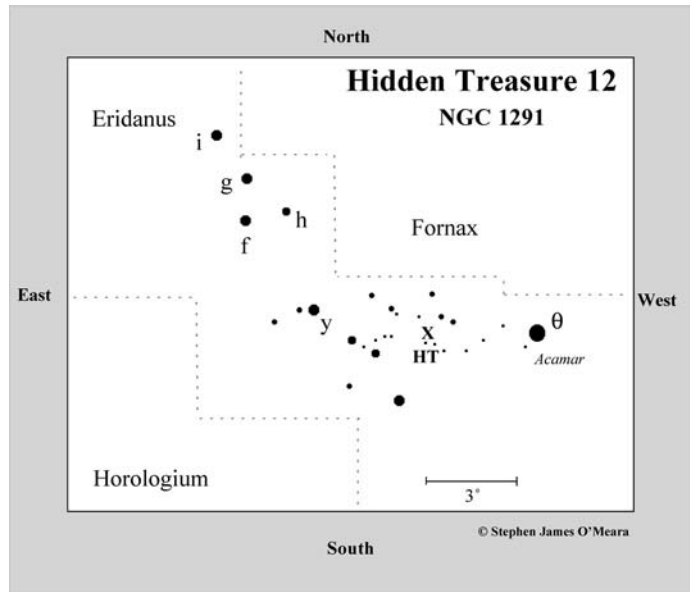 North
Hidden Treasure 12
NGC 1291
Eridanus
i
g
h
f
Fornax
East
West
y
θ
X
HT
Acamar
Horologium
3°
© Stephen James O'Meara
South